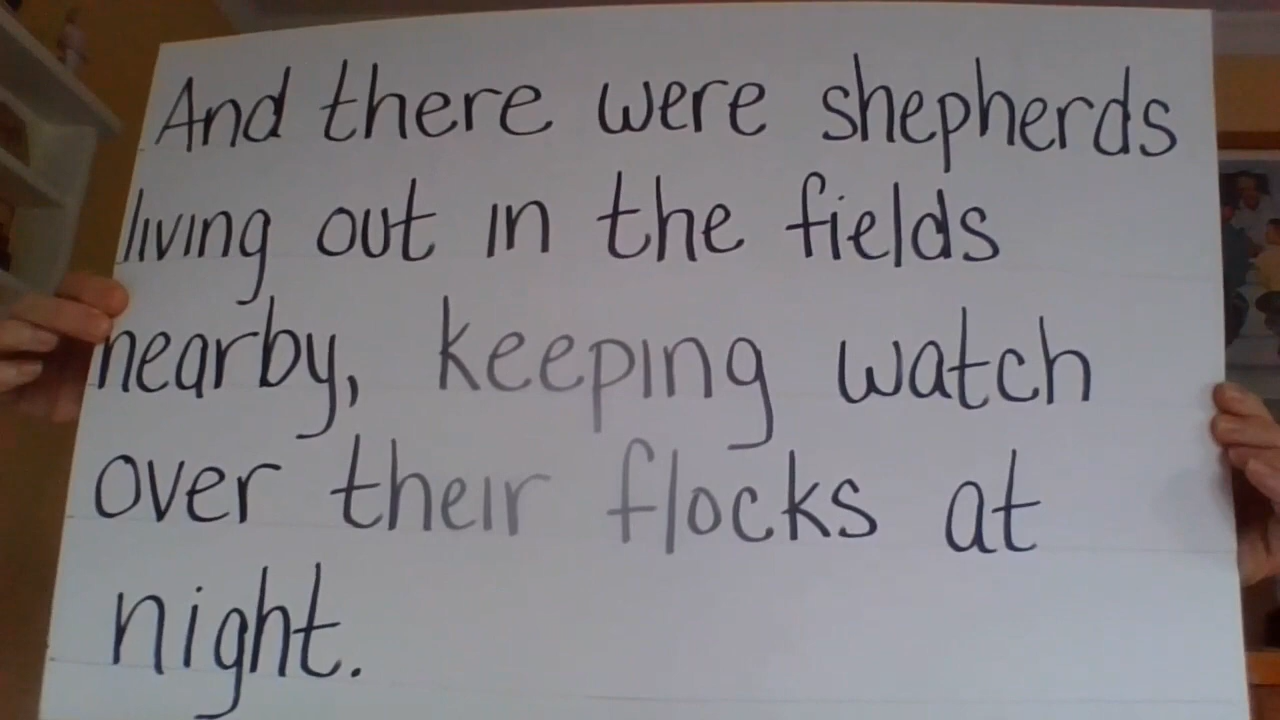 And there were shepherds
living out in the fields
nearby, keeping watch
over their flocks at
night.